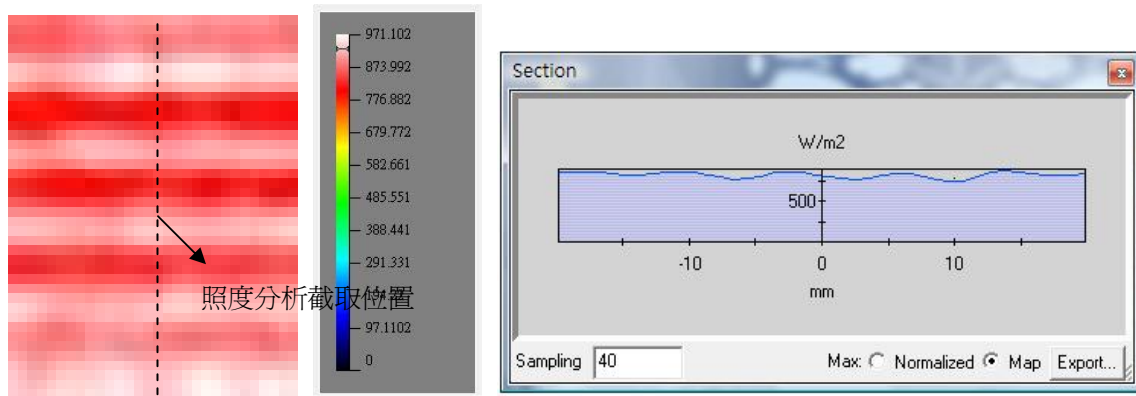 971.102
873.992
776.882
679.772
582.661
485.551
388.441
291.331
97.1102
0
照度分析截取位置
Section
W/m2
500
-10
0
10
mm
Sampling 40 Max: Normalized Map Export...